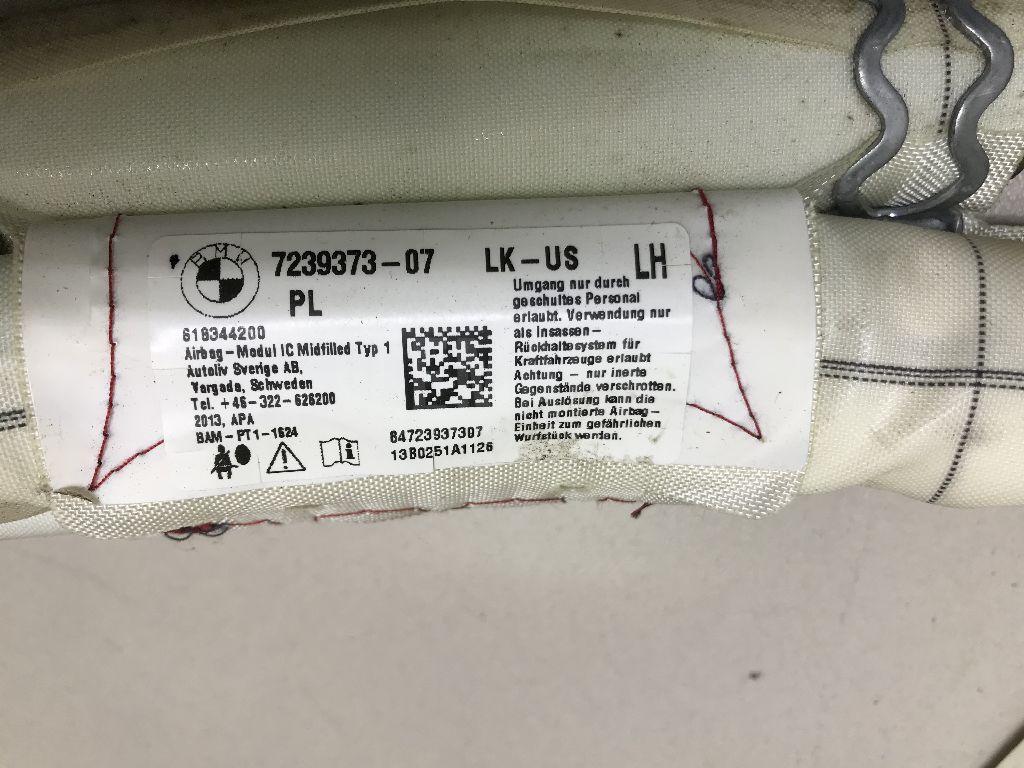 BMW
7239373-07 LK-US LH
PL
618344200
Airbag-Modul IC Midfilled Typ 1
Autoliv Sverige AB,
Vargada, Schweden
Tel. +46-322-626200
2013, APA
BAM-PT1-1624
84723937397
1380251A1126
Umgang nur durch
geschultes Personal
erlaubt. Verwendung nur
als Insassen-
Rückhaltesystem für
Kraftfahrzeuge erlaubt
Achtung - nur inerte
Gegenstände verschrotten.
Bei Auslösung kann die
nicht montierte Airbag-
Einheit zum gefährlichen
Wurfstück werden.